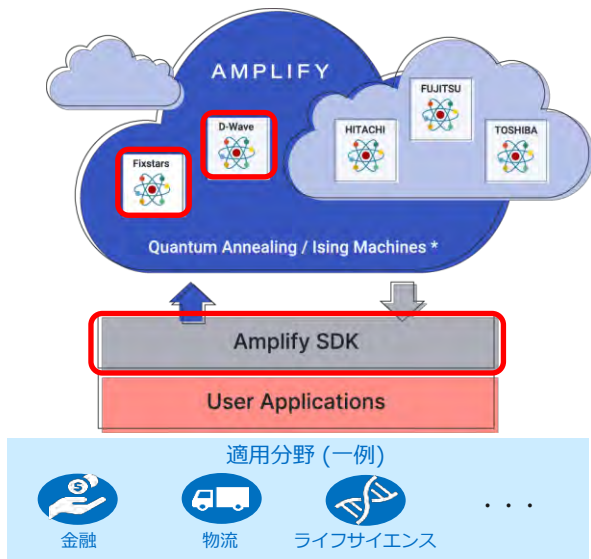 AMPLIFY
FUJITSU
D-Wave
HITACHI
TOSHIBA
Fixstars
Quantum Annealing / Ising Machines *
Amplify SDK
User Applications
適用分野 (一例)
$
金融
物流
ライフサイエンス
・・・